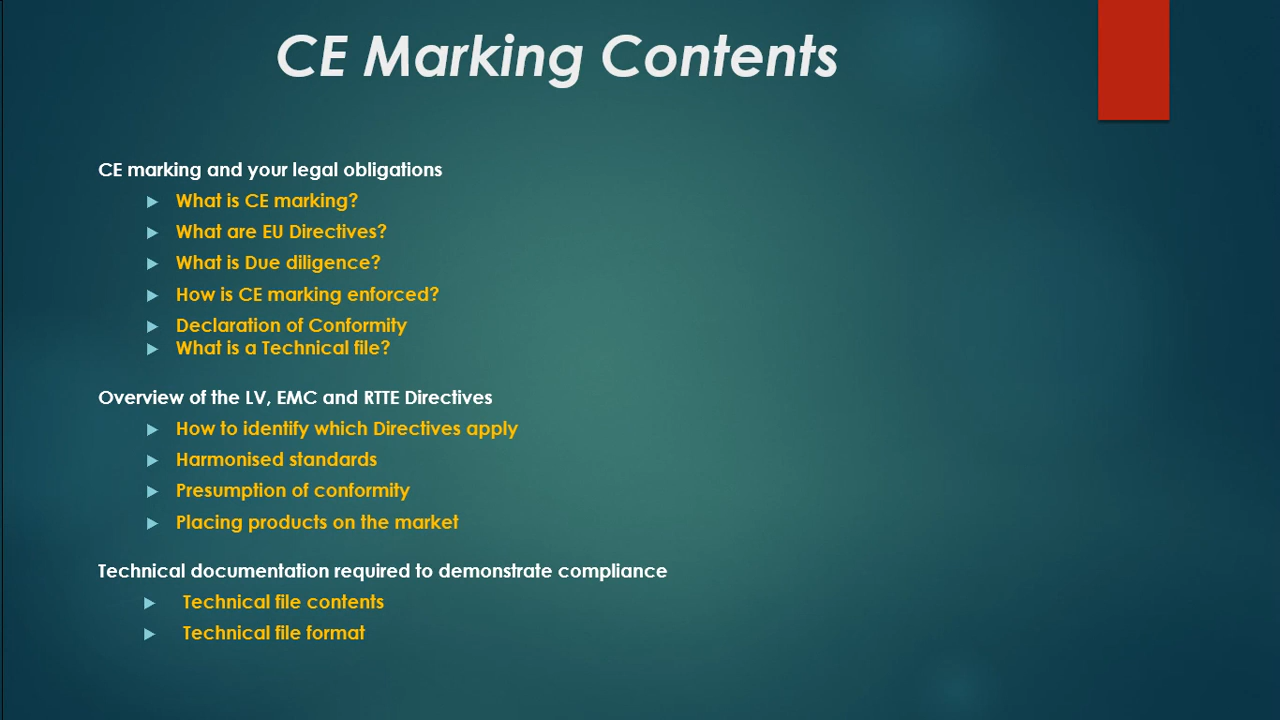 CE Marking Contents
CE marking and your legal obligations
What is CE marking?
What are EU Directives?
What is Due diligence?
How is CE marking enforced?
Declaration of Conformity
What is a Technical file?
Overview of the LV, EMC and RTTE Directives
How to identify which Directives apply
Harmonised standards
Presumption of conformity
Placing products on the market
Technical documentation required to demonstrate compliance
Technical file contents
Technical file format